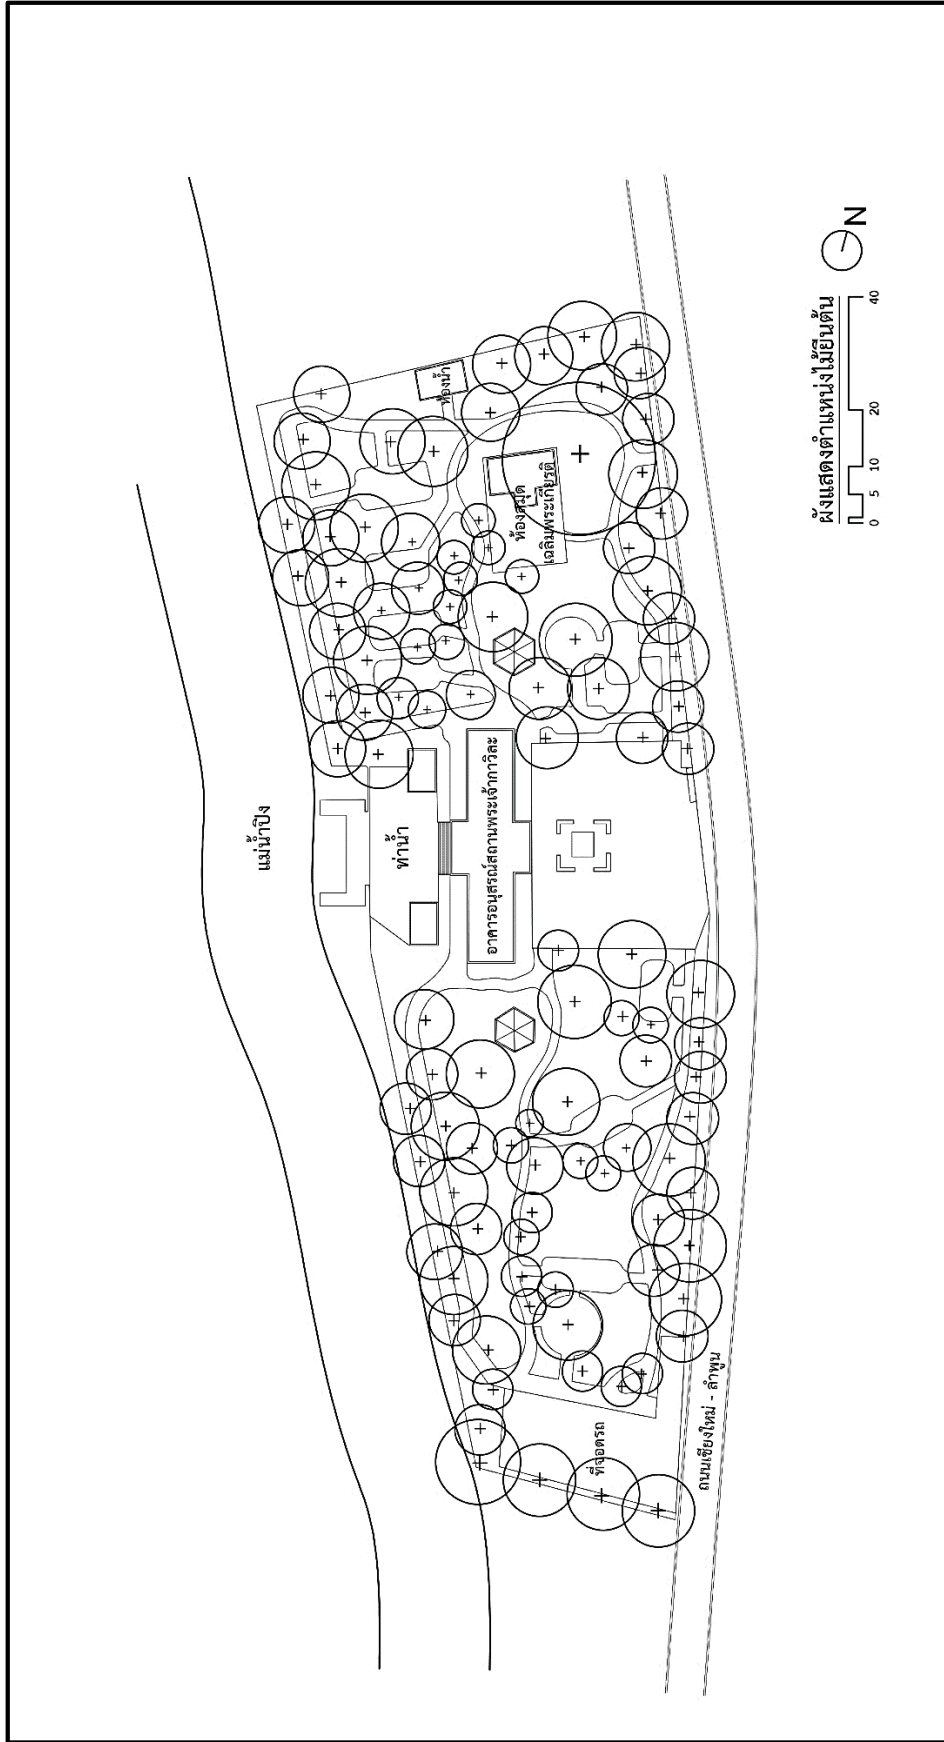 แม่น้ำปิง
ท่าน้ำ
อาคารอนุสรณ์สถานพระเจ้ากาวิละ
ห้องน้ำ
ห้องสมุด
เฉลิมพระเกียรติ
ที่จอดรถ
ถนนเชียงใหม่ - ลำพูน
ผังแสดงตำแหน่งไม้ยืนต้น
0 5 10 20 40
N